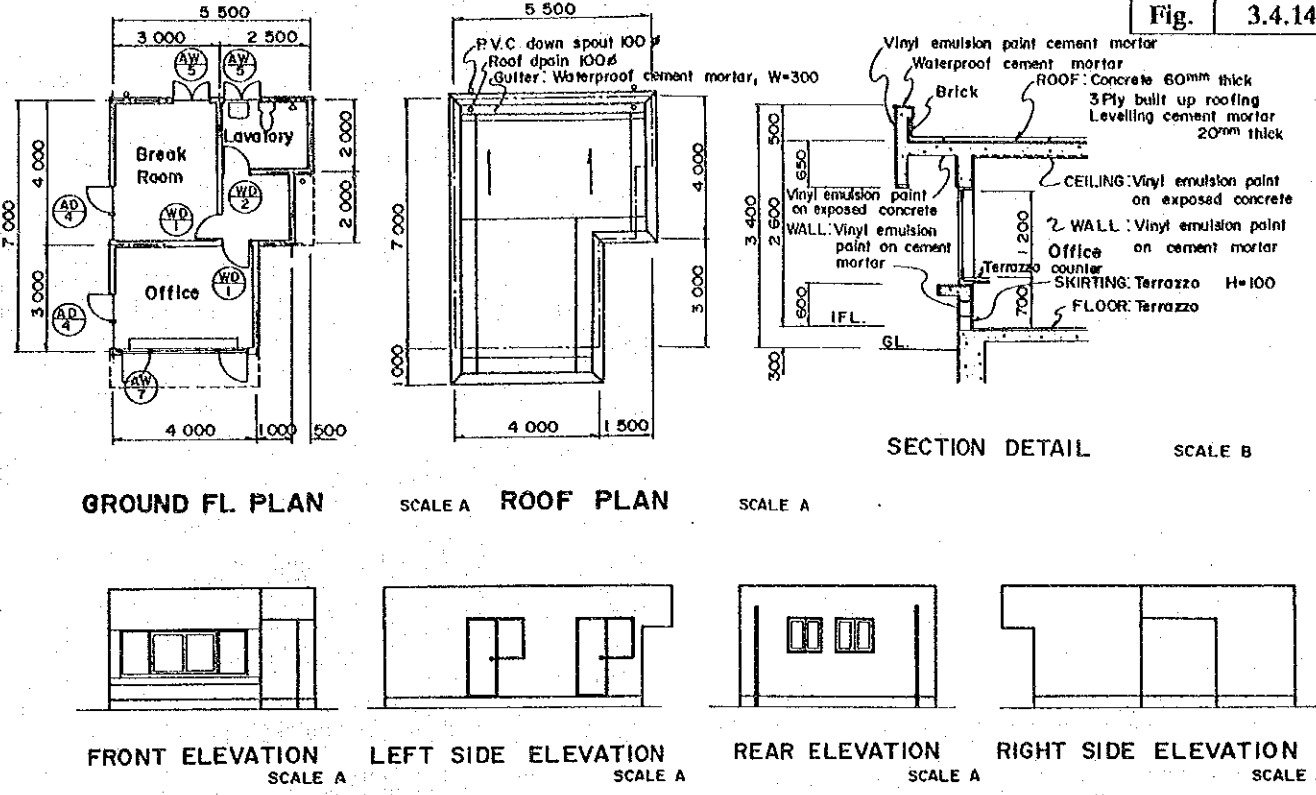 Fig. 3.4.14
5 500
3 000
2 500
AW
5
AW
5
Lavatory
Break
Room
WD
2
WD
1
AD
4
WD
1
Office
AD
4
AW
7
7 000
4 000
3 000
2 000
2 000
4 000
1 000
500
GROUND FL. PLAN
SCALE A
5 500
P.V.C. down spout 100 ø
Roof dpain 100ø
Gutter: Waterproof cement mortar, W=300
7 000
1 000
4 000
3 000
4 000
1 500
ROOF PLAN
SCALE A
Vinyl emulsion paint cement mortar
Waterproof cement mortar
Brick
ROOF: Concrete 60mm thick
3Ply built up roofing
Levelling cement mortar
20mm thick
CEILING: Vinyl emulsion paint
on exposed concrete
Vinyl emulsion paint
on exposed concrete
WALL: Vinyl emulsion
paint on cement
mortar
WALL: Vinyl emulsion paint
on cement mortar
Office
Terrazzo counter
SKIRTING: Terrazzo H=100
FLOOR: Terrazzo
1FL.
GL.
500
650
3 400
2 600
600
300
1 200
700
SECTION DETAIL
SCALE B
FRONT ELEVATION
SCALE A
LEFT SIDE ELEVATION
SCALE A
REAR ELEVATION
SCALE A
RIGHT SIDE ELEVATION
SCALE